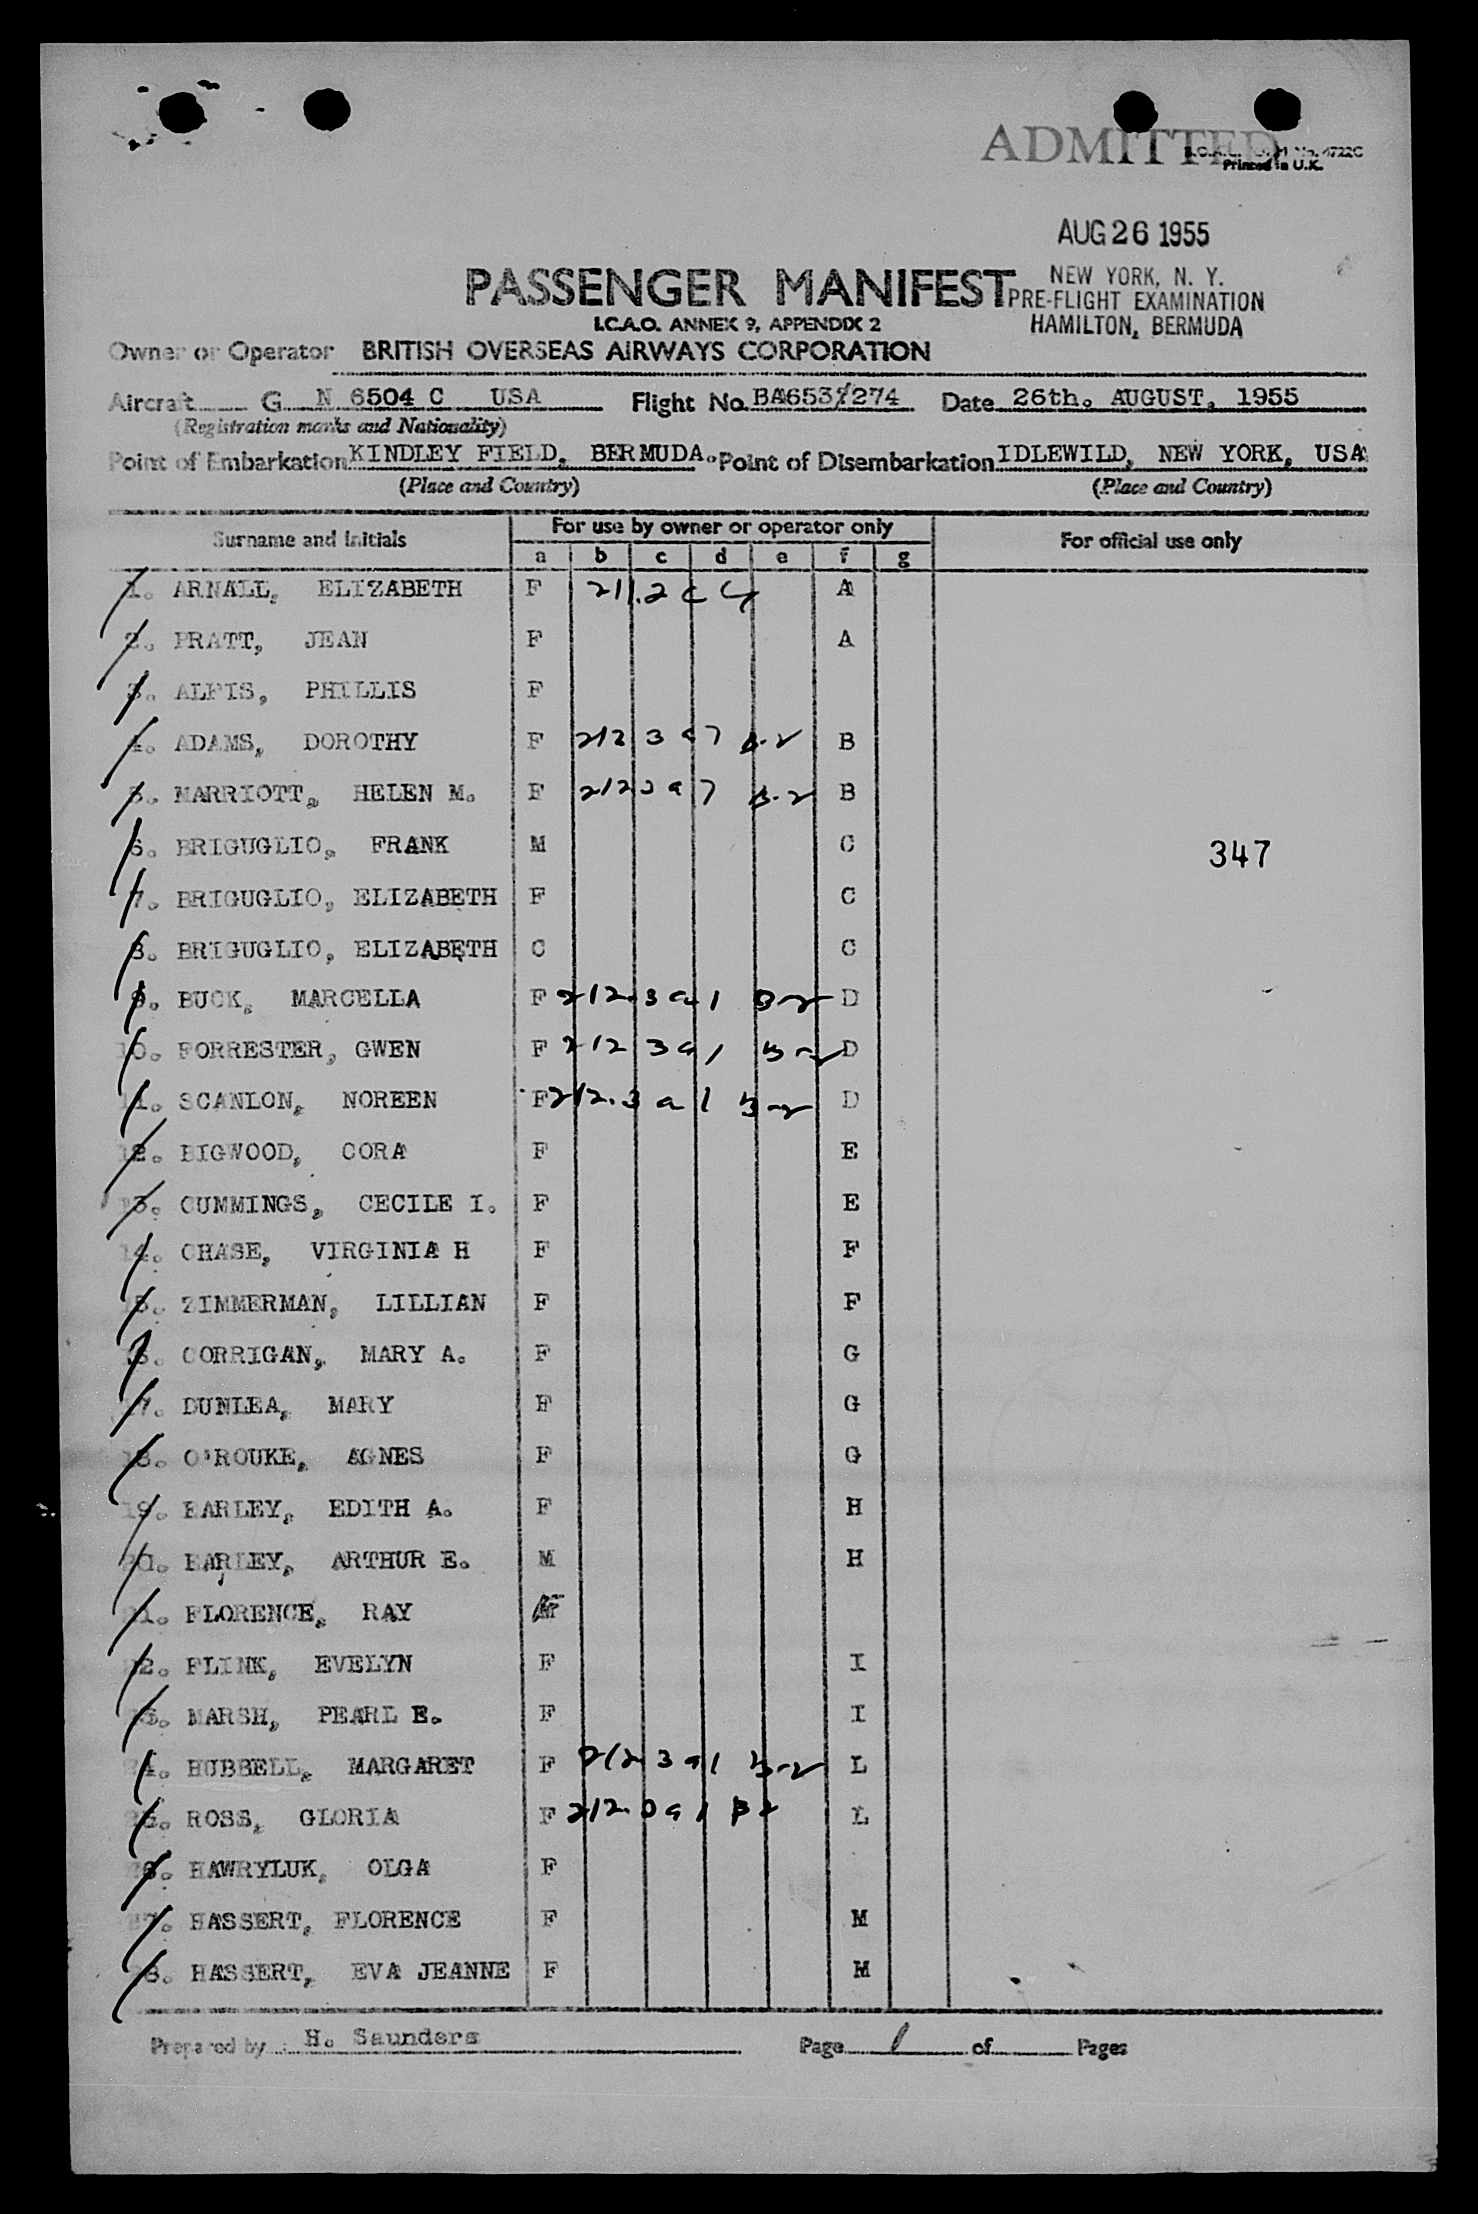 ADMITTED
Printed in U.K.
AUG 26 1955
NEW YORK, N. Y.
PRE-FLIGHT EXAMINATION
HAMILTON, BERMUDA
PASSENGER MANIFEST
I.C.A.O. ANNEX 9, APPENDIX 2
Owner or Operator BRITISH OVERSEAS AIRWAYS CORPORATION
Aircraft G N 6504 C USA Flight No. BA653/274 Date 26th. AUGUST, 1955
(Registration marks and Nationality)
Point of Embarkation KINDLEY FIELD, BERMUDA. Point of Disembarkation IDLEWILD, NEW YORK, USA
(Place and Country) (Place and Country)
Surname and Initials For use by owner or operator only For official use only
a b c d e f g
1. ARNALL, ELIZABETH F A
2. PRATT, JEAN F A
3. ALFIS, PHILLIS F
4. ADAMS, DOROTHY F B
5. MARRIOTT, HELEN M. F B
6. BRIGUGLIO, FRANK M C
347
7. BRIGUGLIO, ELIZABETH F C
8. BRIGUGLIO, ELIZABETH C C
9. BUCK, MARCELLA F D
10. FORRESTER, GWEN F D
11. SCANLON, NOREEN F D
12. BIGWOOD, CORA F E
13. CUMMINGS, CECILE I. F E
14. CHASE, VIRGINIA H F F
15. ZIMMERMAN, LILLIAN F F
16. CORRIGAN, MARY A. F G
17. DUNLEA, MARY F G
18. O'ROUKE, AGNES F G
19. EARLEY, EDITH A. F H
20. EARLEY, ARTHUR E. M H
21. FLORENCE, RAY
22. FLINK, EVELYN F I
23. MARSH, PEARL E. F I
24. HUBBELL, MARGARET F L
25. ROSS, GLORIA F L
26. HAWRYLUK, OLGA F
27. HASSERT, FLORENCE F M
28. HASSERT, EVA JEANNE F M
Prepared by H. Saunders Page 1 of Pages